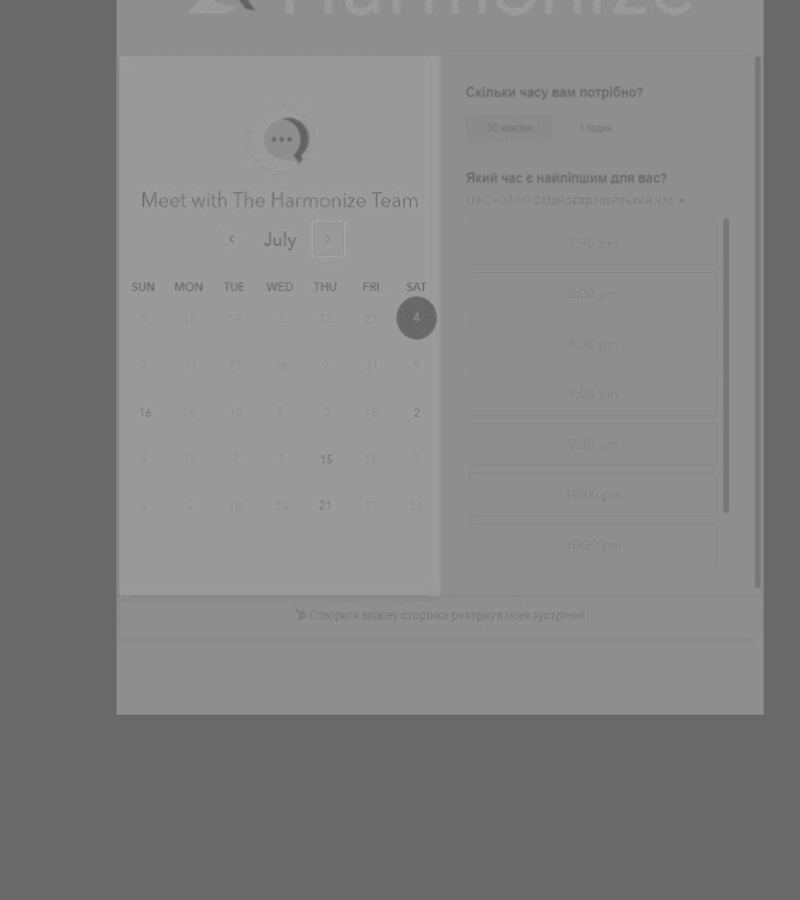 Harmonize
Meet with The Harmonize Team
July
SUN MON TUE WED THU FRI SAT
9 18 19 2 12 27 4
7 17 13 16 7 31 9
16 28 10 5 2 18 2
5 15 7 2 15 26 7
4 2 18 24 21 12 26
Скільки часу вам потрібно?
30 хвилин 1 годин
Який час є найліпшим для вас?
UTC +03:00 Східноєвропейський час
7:30 pm
8:00 pm
8:30 pm
9:00 pm
9:30 pm
10:00 pm
10:30 pm
Створити власну сторінка резервування зустрічей